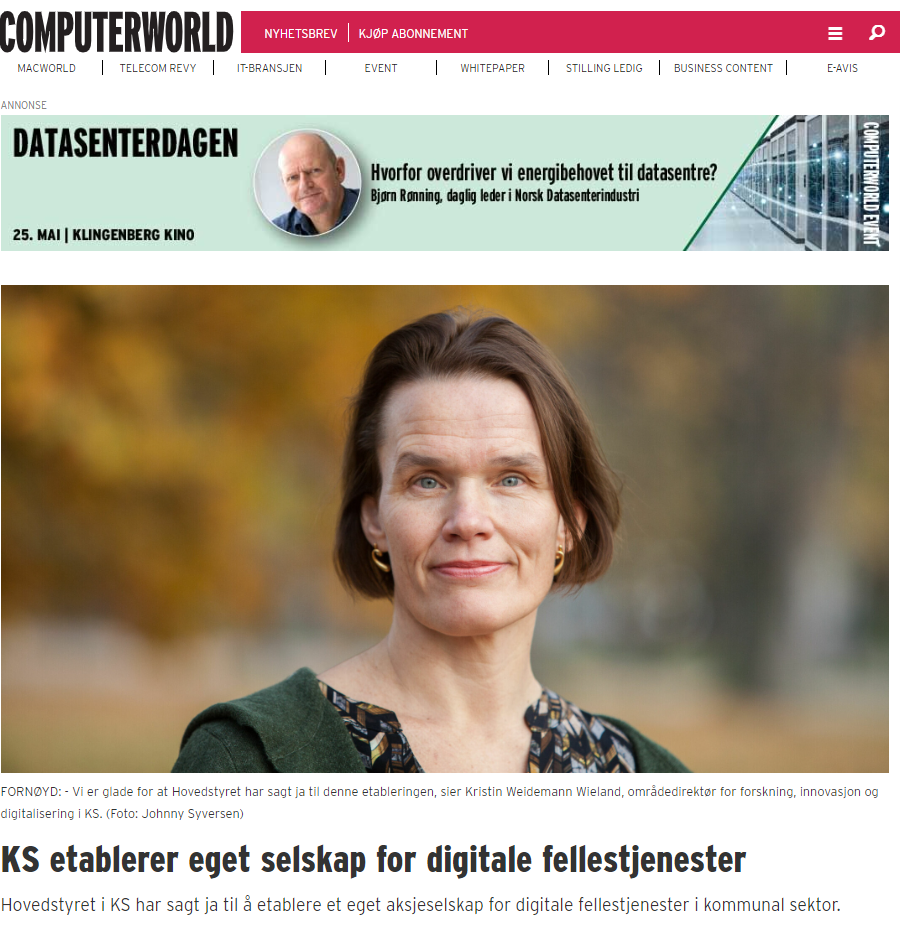 COMPUTERWORLD
NYHETSBREV
KJØP ABONNEMENT
MACWORLD
TELECOM REVY
IT-BRANSJEN
EVENT
WHITEPAPER
STILLING LEDIG
BUSINESS CONTENT
E-AVIS
ANNONSE
DATASENTERDAGEN
25. MAI | KLINGENBERG KINO
Hvorfor overdriver vi energibehovet til datasentre?
Bjørn Rønning, daglig leder i Norsk Datasenterindustri
COMPUTERWORLD EVENT
FORNØYD: - Vi er glade for at Hovedstyret har sagt ja til denne etableringen, sier Kristin Weidemann Wieland, områdedirektør for forskning, innovasjon og
digitalisering i KS. (Foto: Johnny Syversen)
KS etablerer eget selskap for digitale fellestjenester
Hovedstyret i KS har sagt ja til å etablere et eget aksjeselskap for digitale fellestjenester i kommunal sektor.